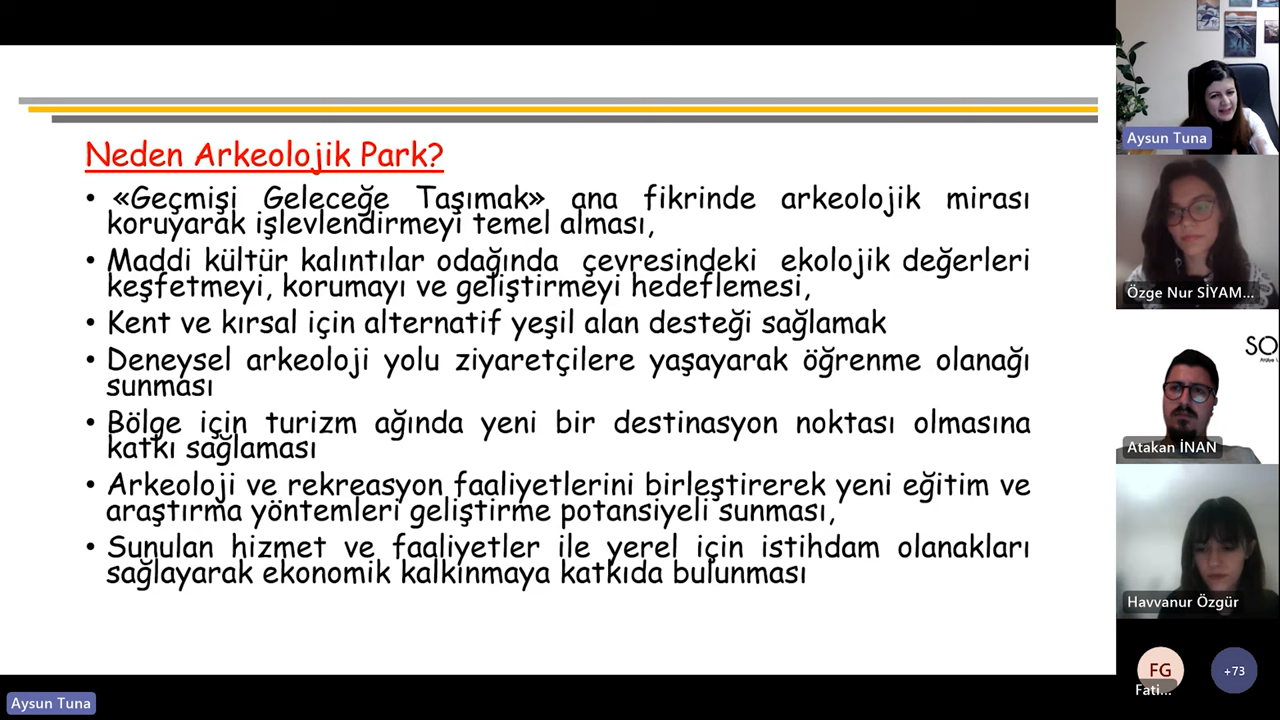 Neden Arkeolojik Park?
• «Geçmişi Geleceğe Taşımak» ana fikrinde arkeolojik mirası
koruyarak işlevlendirmeyi temel alması,
• Maddi kültür kalıntılar odağında çevresindeki ekolojik değerleri
keşfetmeyi, korumayı ve geliştirmeyi hedeflemesi,
• Kent ve kırsal için alternatif yeşil alan desteği sağlamak
• Deneysel arkeoloji yolu ziyaretçilere yaşayarak öğrenme olanağı
sunması
• Bölge için turizm ağında yeni bir destinasyon noktası olmasına
katkı sağlaması
• Arkeoloji ve rekreasyon faaliyetlerini birleştirerek yeni eğitim ve
araştırma yöntemleri geliştirme potansiyeli sunması,
• Sunulan hizmet ve faaliyetler ile yerel için istihdam olanakları
sağlayarak ekonomik kalkınmaya katkıda bulunması
Aysun Tuna
Özge Nur SİYAM...
SO
Atakan İNAN
Havvanur Özgür
FG
Fati...
+73
Aysun Tuna